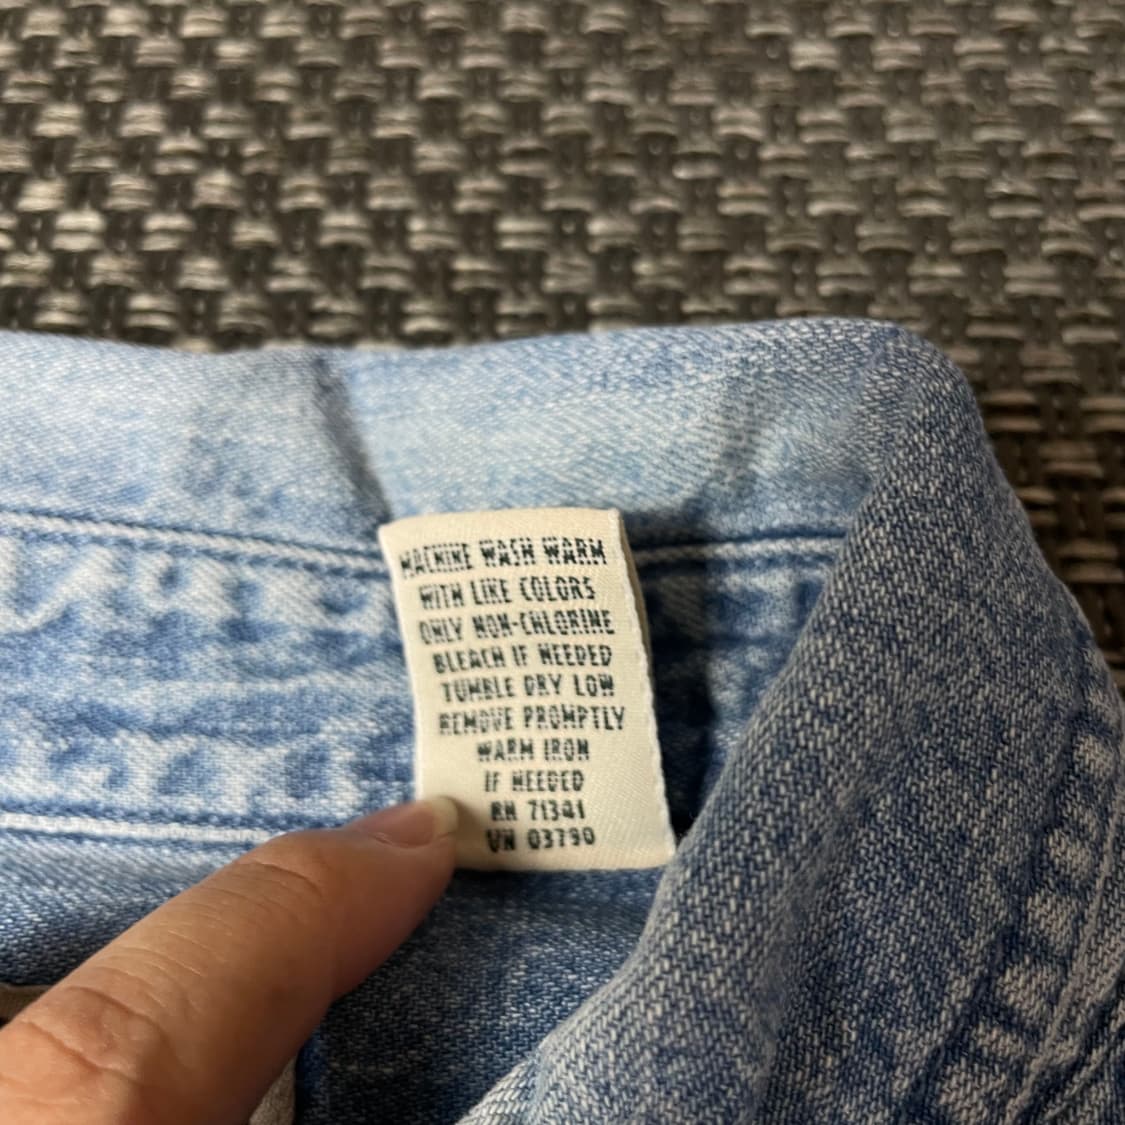 MACHINE WASH WARM
WITH LIKE COLORS
ONLY NON-CHLORINE
BLEACH IF NEEDED
TUMBLE DRY LOW
REMOVE PROMPTLY
WARM IRON
IF NEEDED
RN 71341
VN 03790